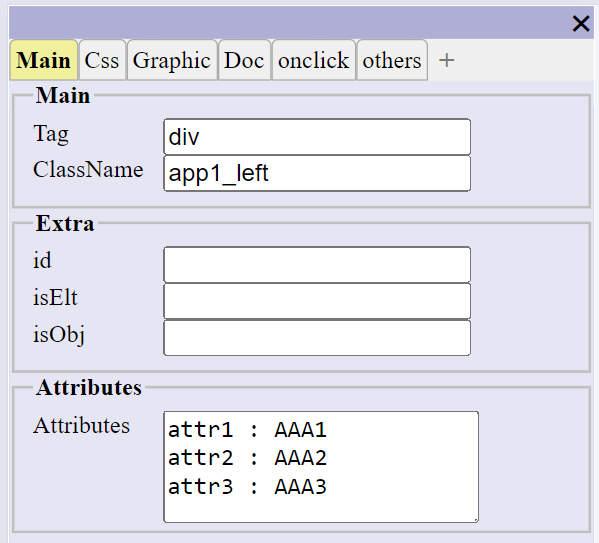 ×
Main Css Graphic Doc onclick others +
Main
Tag div
ClassName app1_left
Extra
id
isElt
isObj
Attributes
Attributes attr1 : AAA1
attr2 : AAA2
attr3 : AAA3